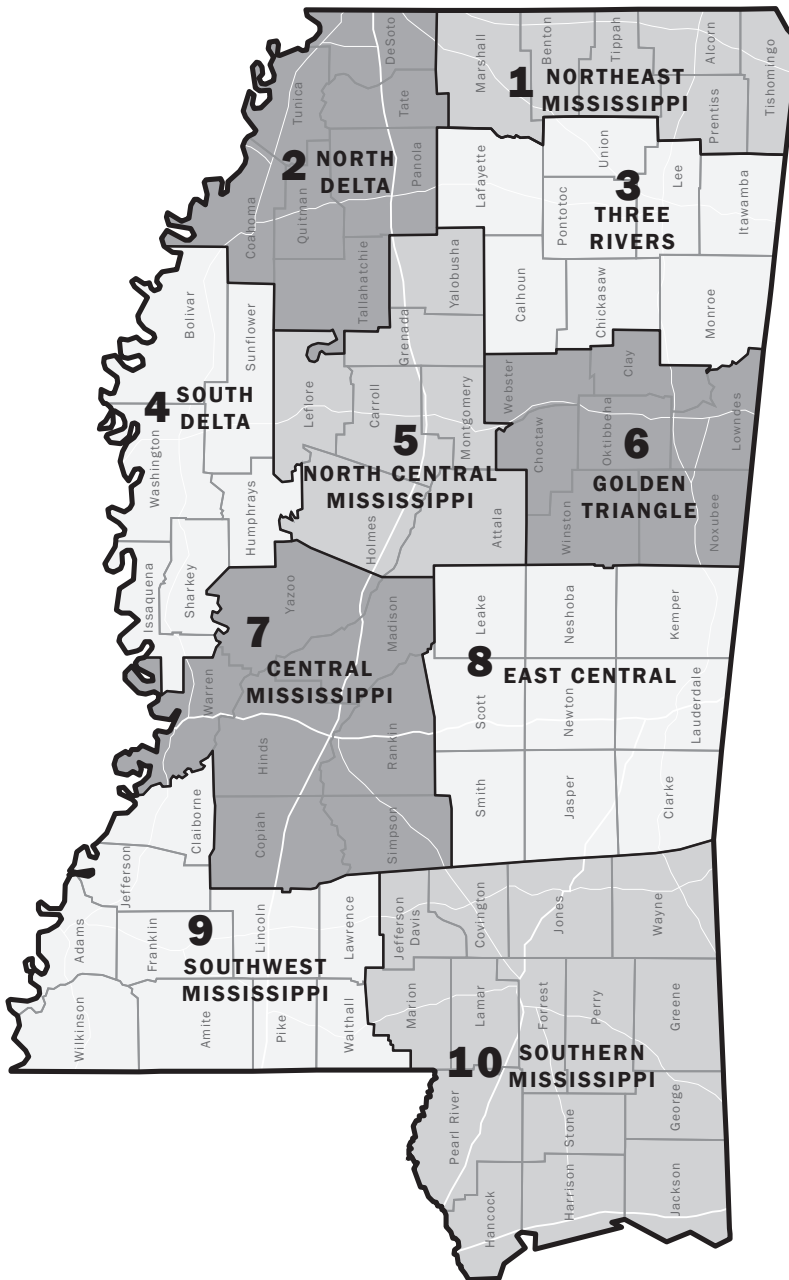 DeSoto
Marshall
Benton
Tippah
Alcorn
Tishomingo
Tunica
Tate
1 NORTHEAST
MISSISSIPPI
Prentiss
Panola
Lafayette
Union
2 NORTH
DELTA
Quitman
Coahoma
Lee
Itawamba
Pontotoc
3
THREE
RIVERS
Tallahatchie
Yalobusha
Calhoun
Chickasaw
Monroe
Bolivar
Sunflower
Grenada
Webster
Clay
4 SOUTH
DELTA
Leflore
Carroll
Montgomery
Choctaw
Oktibbeha
Lowndes
5
NORTH CENTRAL
MISSISSIPPI
6
GOLDEN
TRIANGLE
Washington
Humphrays
Holmes
Attala
Winston
Noxubee
Issaquena
Sharkey
Yazoo
Madison
Leake
Neshoba
Kemper
7
CENTRAL
MISSISSIPPI
8 EAST CENTRAL
Warren
Hinds
Rankin
Scott
Newton
Lauderdale
Claiborne
Copiah
Simpson
Smith
Jasper
Clarke
Jefferson
Adams
Franklin
9
SOUTHWEST
MISSISSIPPI
Lincoln
Lawrence
Jefferson
Davis
Covington
Jones
Wayne
Wilkinson
Amite
Pike
Walthall
Marion
Lamar
Forrest
Perry
Greene
10 SOUTHERN
MISSISSIPPI
Pearl River
Stone
George
Hancock
Harrison
Jackson